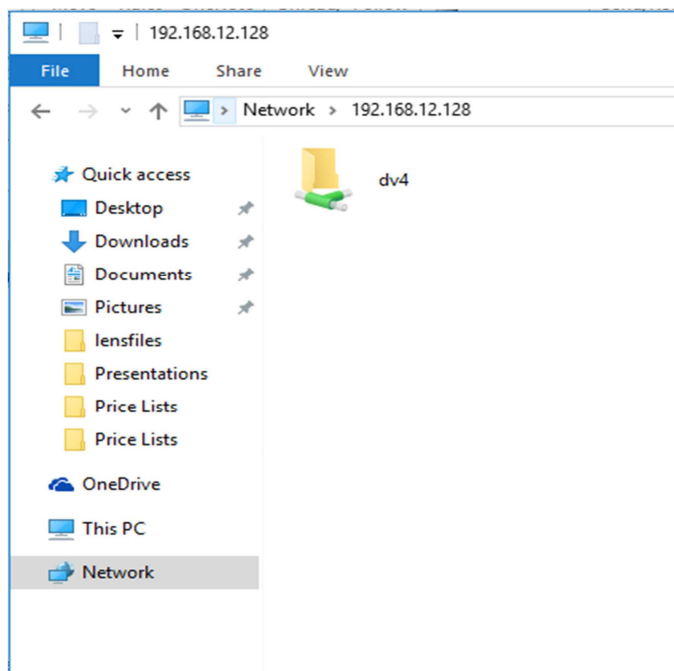 192.168.12.128
File Home Share View
Network 192.168.12.128
Quick access
Desktop
Downloads
Documents
Pictures
lensfiles
Presentations
Price Lists
Price Lists
OneDrive
This PC
Network
dv4